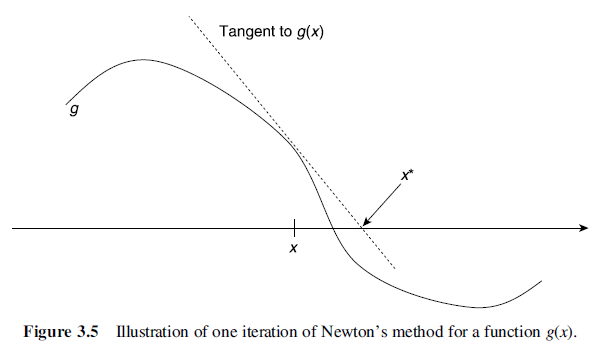 Tangent to g(x)
g
x*
x
Figure 3.5 Illustration of one iteration of Newton's method for a function g(x).